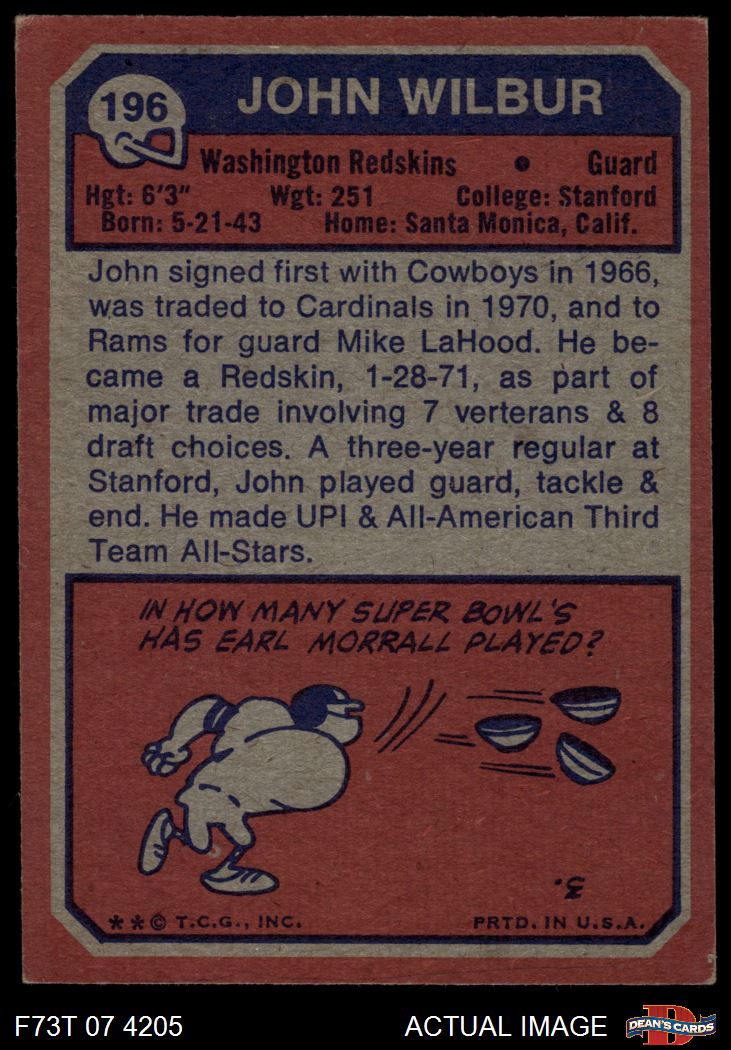 196
JOHN WILBUR
Washington Redskins • Guard
Hgt: 6'3" Wgt: 251 College: Stanford
Born: 5-21-43 Home: Santa Monica, Calif.
John signed first with Cowboys in 1966,
was traded to Cardinals in 1970, and to
Rams for guard Mike LaHood. He be-
came a Redskin, 1-28-71, as part of
major trade involving 7 verterans & 8
draft choices. A three-year regular at
Stanford, John played guard, tackle &
end. He made UPI & All-American Third
Team All-Stars.
IN HOW MANY SUPER BOWL'S
HAS EARL MORRALL PLAYED?
.3
** © T.C.G., INC. PRTD. IN U.S.A.
F73T 07 4205 ACTUAL IMAGE
D
DEAN'S CARDS